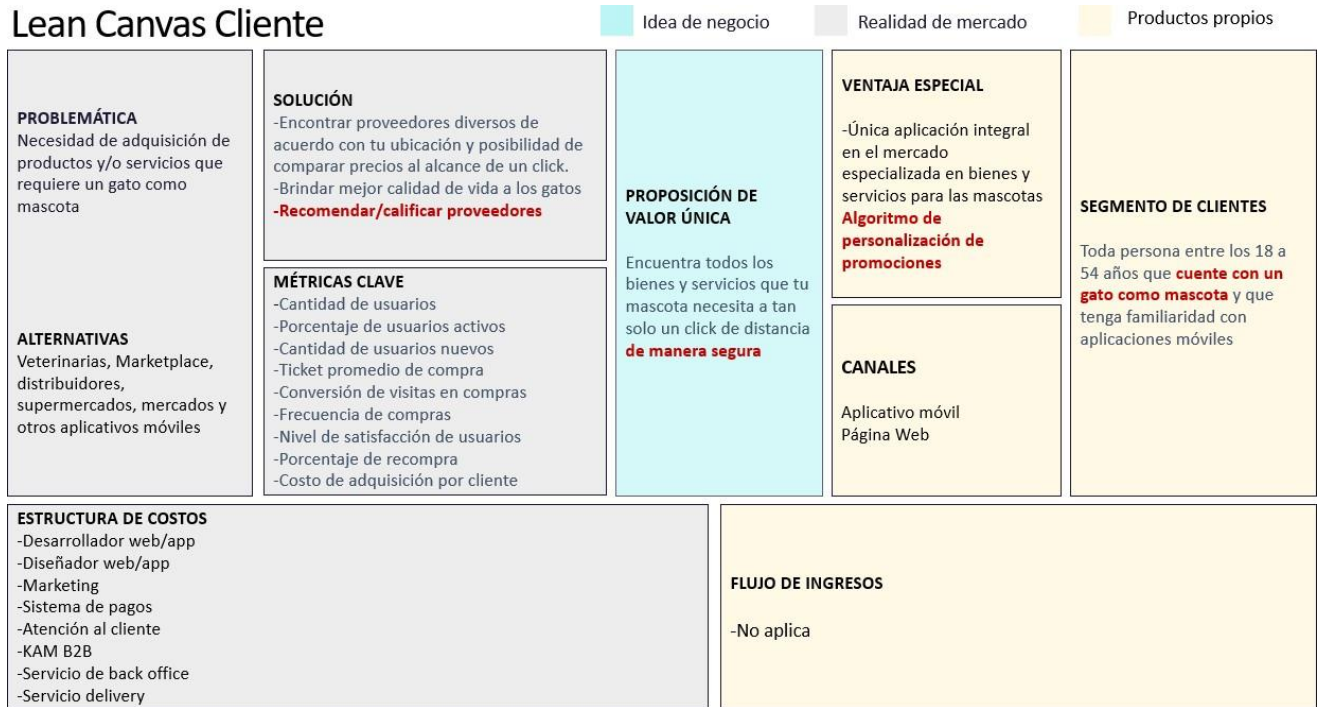 Lean Canvas Cliente
Idea de negocio
Realidad de mercado
Productos propios
PROBLEMÁTICA
Necesidad de adquisición de
productos y/o servicios que
requiere un gato como
mascota
ALTERNATIVAS
Veterinarias, Marketplace,
distribuidores,
supermercados, mercados y
otros aplicativos móviles
SOLUCIÓN
-Encontrar proveedores diversos de
acuerdo con tu ubicación y posibilidad de
comparar precios al alcance de un click.
-Brindar mejor calidad de vida a los gatos
-Recomendar/calificar proveedores
MÉTRICAS CLAVE
-Cantidad de usuarios
-Porcentaje de usuarios activos
-Cantidad de usuarios nuevos
-Ticket promedio de compra
-Conversión de visitas en compras
-Frecuencia de compras
-Nivel de satisfacción de usuarios
-Porcentaje de recompra
-Costo de adquisición por cliente
PROPOSICIÓN DE
VALOR ÚNICA
Encuentra todos los
bienes y servicios que tu
mascota necesita a tan
solo un click de distancia
de manera segura
VENTAJA ESPECIAL
-Única aplicación integral
en el mercado
especializada en bienes y
servicios para las mascotas
Algoritmo de
personalización de
promociones
CANALES
Aplicativo móvil
Página Web
SEGMENTO DE CLIENTES
Toda persona entre los 18 a
54 años que cuente con un
gato como mascota y que
tenga familiaridad con
aplicaciones móviles
ESTRUCTURA DE COSTOS
-Desarrollador web/app
-Diseñador web/app
-Marketing
-Sistema de pagos
-Atención al cliente
-KAM B2B
-Servicio de back office
-Servicio delivery
FLUJO DE INGRESOS
-No aplica